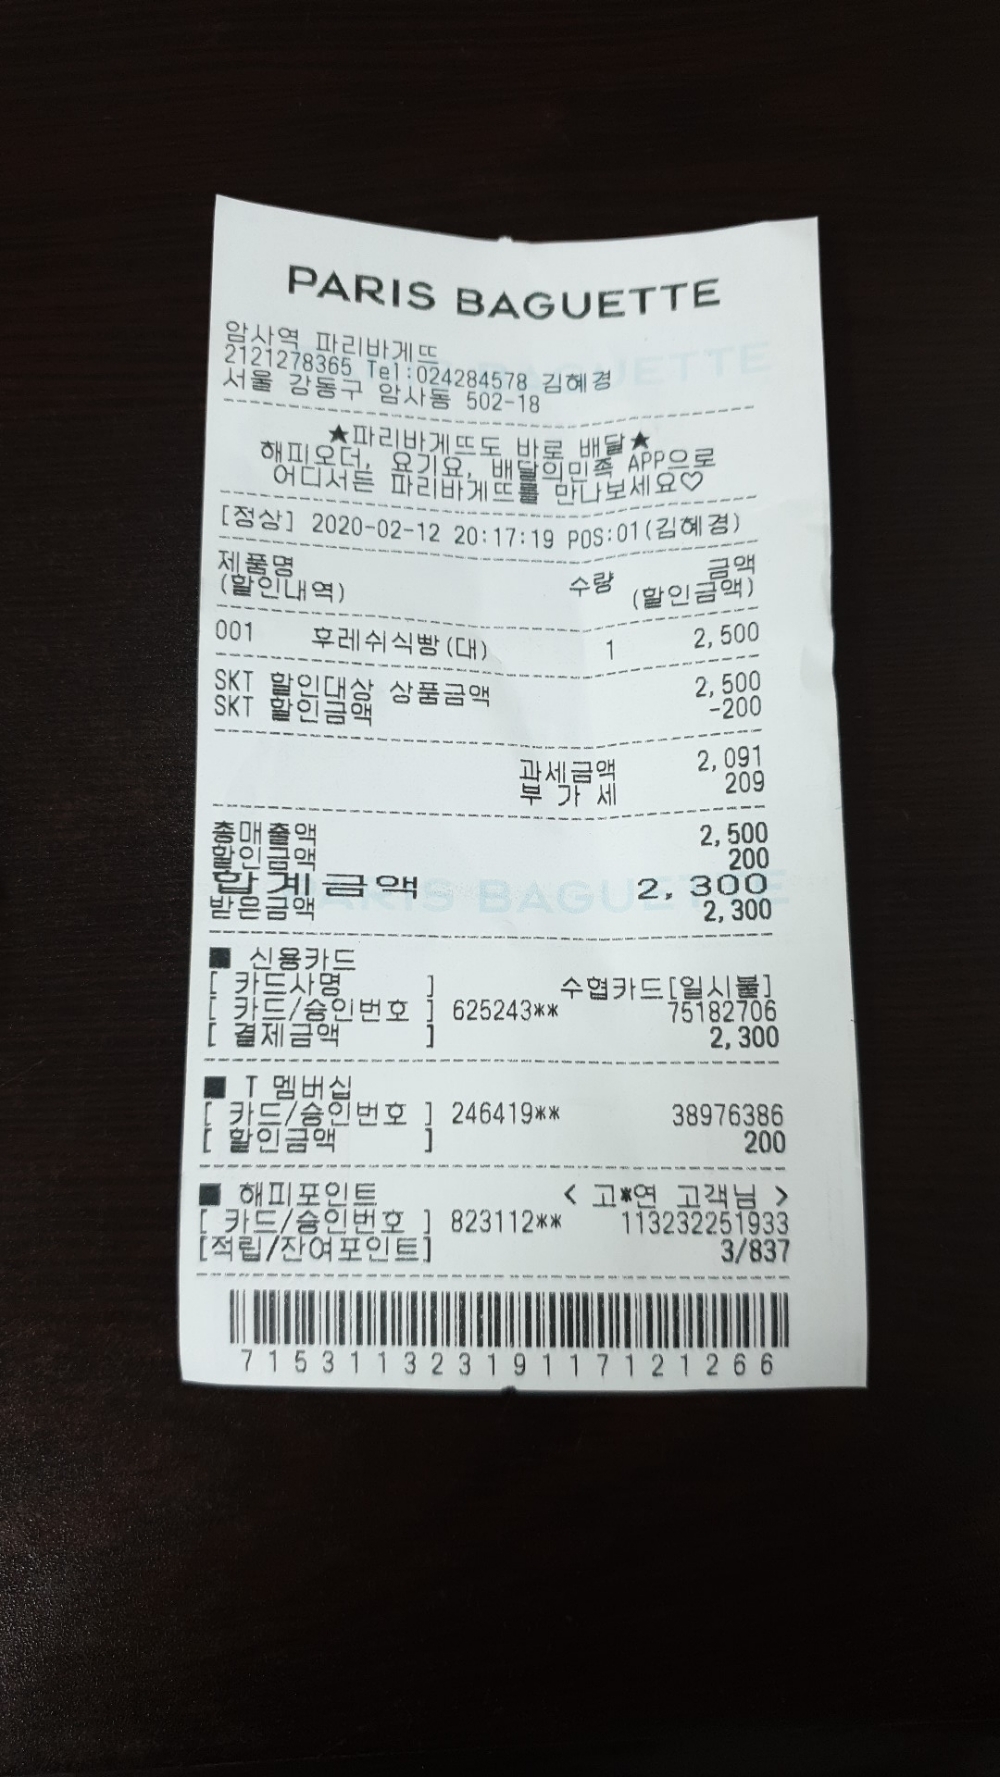 PARIS BAGUETTE
암사역 파리바게뜨
2121278365 Tel:024284578 김혜경
서울 강동구 암사동 502-18
★파리바게뜨도 바로 배달★
해피오더, 요기요, 배달의민족 APP으로
어디서든 파리바게뜨를 만나보세요♡
[정상] 2020-02-12 20:17:19 POS:01(김혜경)
제품명 수량 금액
(할인내역) (할인금액)
001 후레쉬식빵(대) 1 2,500
SKT 할인대상 상품금액 2,500
SKT 할인금액 -200
과세금액 2,091
부 가 세 209
총매출액 2,500
할인금액 200
합계금액 2,300
받은금액 2,300
■ 신용카드
[ 카드사명 ] 수협카드[일시불]
[ 카드/승인번호 ] 625243** 75182706
[ 결제금액 ] 2,300
■ T 멤버십
[ 카드/승인번호 ] 246419** 38976386
[ 할인금액 ] 200
■ 해피포인트 < 고*연 고객님 >
[ 카드/승인번호 ] 823112** 113232251933
[적립/잔여포인트] 3/837
71531132319117121266